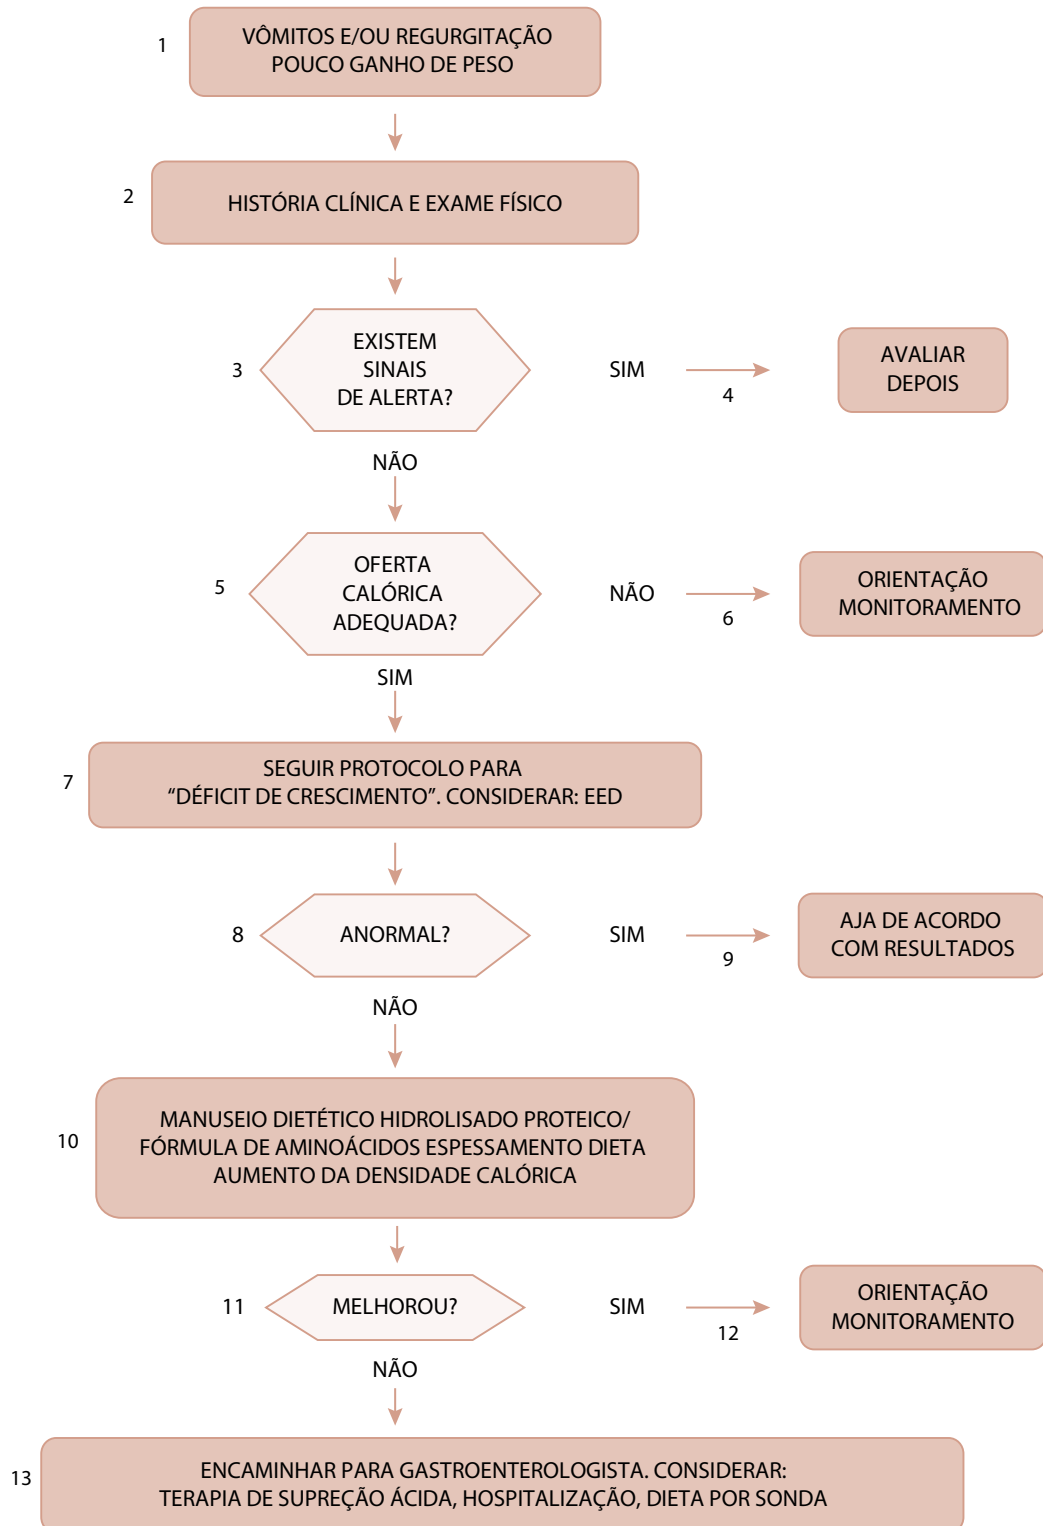 1
VÔMITOS E/OU REGURGITAÇÃO
POUCO GANHO DE PESO
2
HISTÓRIA CLÍNICA E EXAME FÍSICO
3
EXISTEM
SINAIS
DE ALERTA?
SIM
4
AVALIAR
DEPOIS
NÃO
5
OFERTA
CALÓRICA
ADEQUADA?
NÃO
6
ORIENTAÇÃO
MONITORAMENTO
SIM
7
SEGUIR PROTOCOLO PARA
“DÉFICIT DE CRESCIMENTO”. CONSIDERAR: EED
8
ANORMAL?
SIM
9
AJA DE ACORDO
COM RESULTADOS
NÃO
10
MANUSEIO DIETÉTICO HIDROLISADO PROTEICO/
FÓRMULA DE AMINOÁCIDOS ESPESSAMENTO DIETA
AUMENTO DA DENSIDADE CALÓRICA
11
MELHOROU?
SIM
12
ORIENTAÇÃO
MONITORAMENTO
NÃO
13
ENCAMINHAR PARA GASTROENTEROLOGISTA. CONSIDERAR:
TERAPIA DE SUPREÇÃO ÁCIDA, HOSPITALIZAÇÃO, DIETA POR SONDA